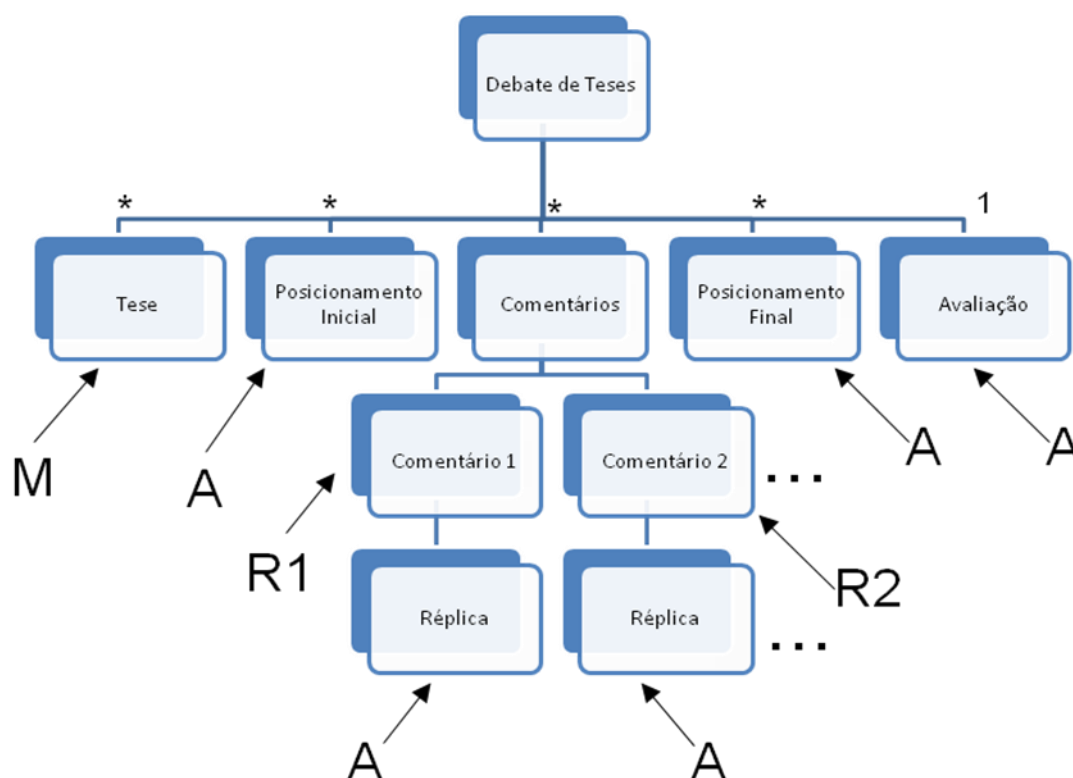 Debate de Teses
* * * * 1
Tese
Posicionamento
Inicial
Comentários
Posicionamento
Final
Avaliação
M
A
A
A
Comentário 1
Comentário 2
...
R1
R2
Réplica
Réplica
...
A
A